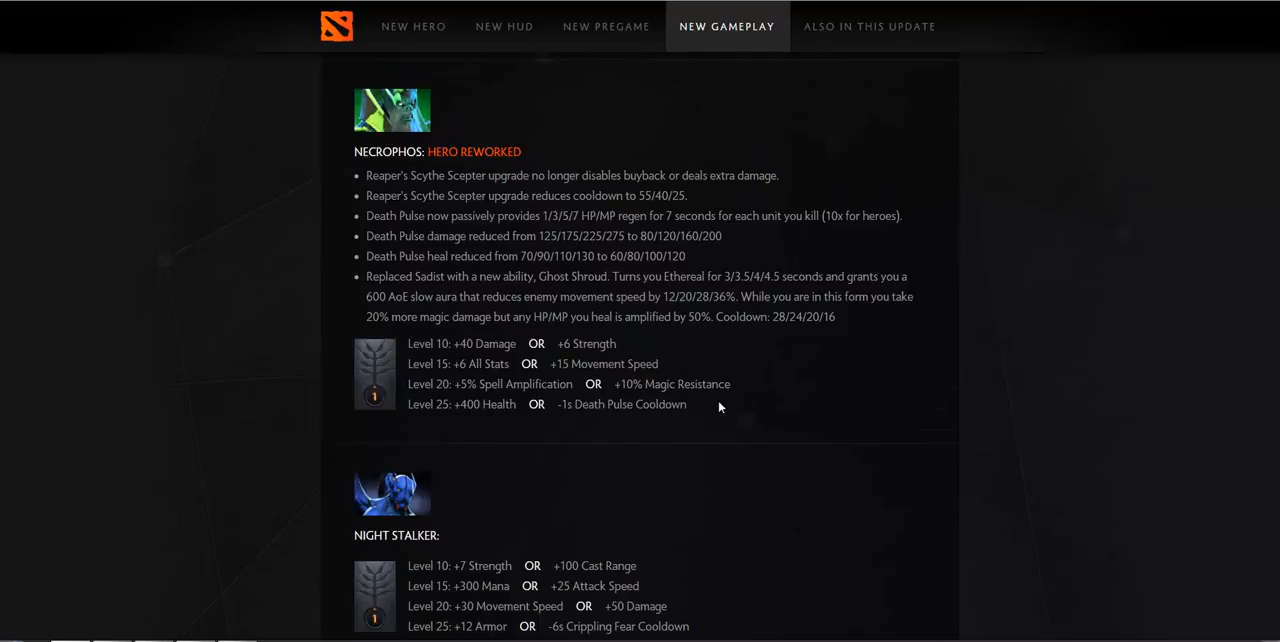 NEW HERO NEW HUD NEW PREGAME NEW GAMEPLAY ALSO IN THIS UPDATE
NECROPHOS: HERO REWORKED
• Reaper's Scythe Scepter upgrade no longer disables buyback or deals extra damage.
• Reaper's Scythe Scepter upgrade reduces cooldown to 55/40/25.
• Death Pulse now passively provides 1/3/5/7 HP/MP regen for 7 seconds for each unit you kill (10x for heroes).
• Death Pulse damage reduced from 125/175/225/275 to 80/120/160/200
• Death Pulse heal reduced from 70/90/110/130 to 60/80/100/120
• Replaced Sadist with a new ability, Ghost Shroud. Turns you Ethereal for 3/3.5/4/4.5 seconds and grants you a
600 AoE slow aura that reduces enemy movement speed by 12/20/28/36%. While you are in this form you take
20% more magic damage but any HP/MP you heal is amplified by 50%. Cooldown: 28/24/20/16
Level 10: +40 Damage OR +6 Strength
Level 15: +6 All Stats OR +15 Movement Speed
Level 20: +5% Spell Amplification OR +10% Magic Resistance
1
Level 25: +400 Health OR -1s Death Pulse Cooldown
NIGHT STALKER:
Level 10: +7 Strength OR +100 Cast Range
Level 15: +300 Mana OR +25 Attack Speed
Level 20: +30 Movement Speed OR +50 Damage
1
Level 25: +12 Armor OR -6s Crippling Fear Cooldown